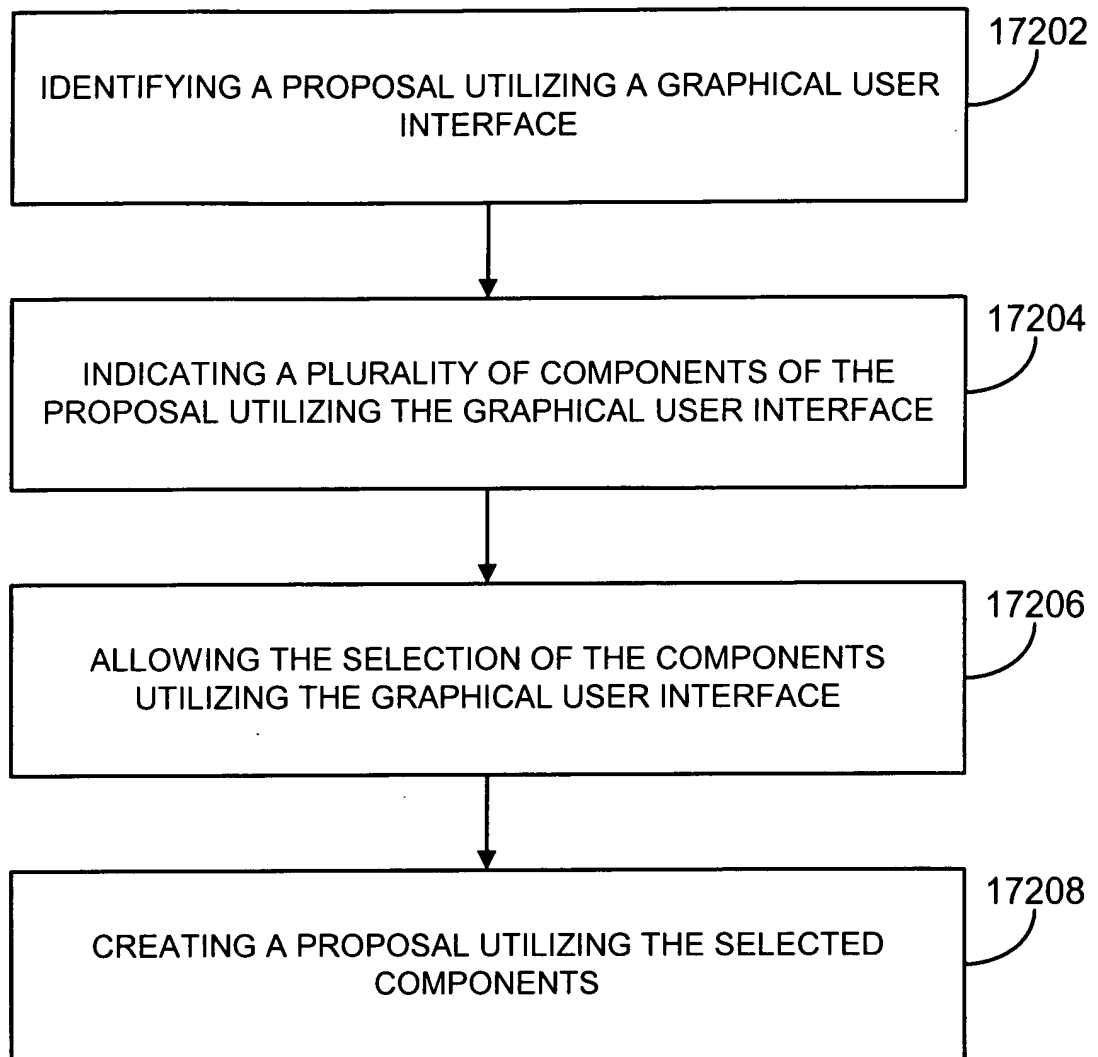 17202
IDENTIFYING A PROPOSAL UTILIZING A GRAPHICAL USER
INTERFACE
17204
INDICATING A PLURALITY OF COMPONENTS OF THE
PROPOSAL UTILIZING THE GRAPHICAL USER INTERFACE
17206
ALLOWING THE SELECTION OF THE COMPONENTS
UTILIZING THE GRAPHICAL USER INTERFACE
17208
CREATING A PROPOSAL UTILIZING THE SELECTED
COMPONENTS